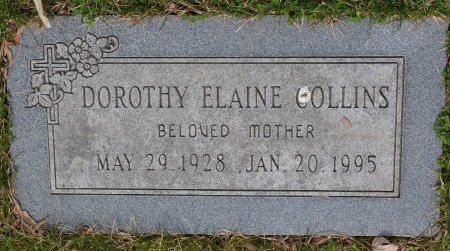 DOROTHY ELAINE COLLINS
BELOVED MOTHER
MAY 29, 1928 JAN. 20, 1995